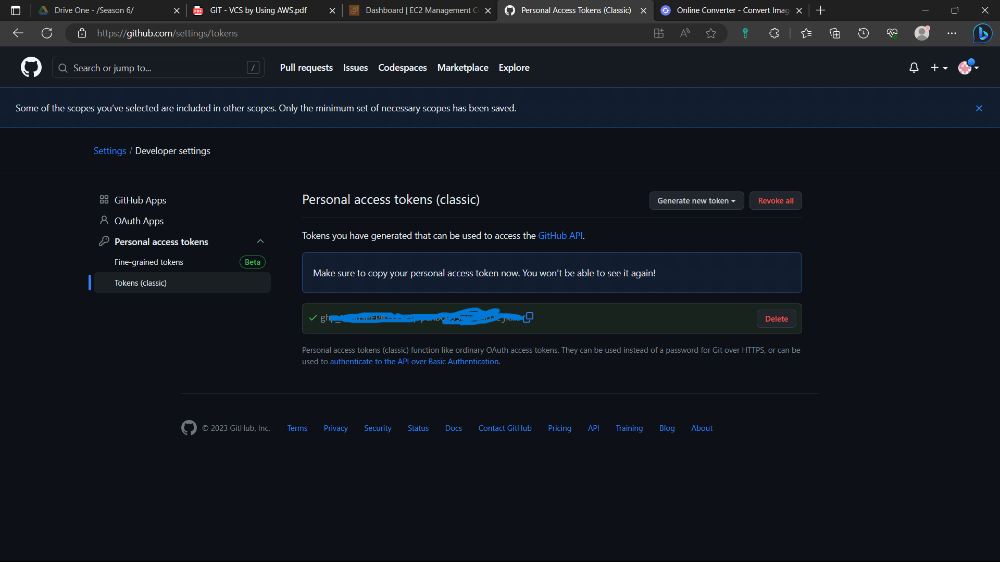 Drive One - /Season 6/
GIT - VCS by Using AWS.pdf
Dashboard | EC2 Management C
Personal Access Tokens (Classic)
Online Converter - Convert Imag
https://github.com/settings/tokens
Search or jump to...
/
Pull requests
Issues
Codespaces
Marketplace
Explore
Some of the scopes you've selected are included in other scopes. Only the minimum set of necessary scopes has been saved.
Settings / Developer settings
GitHub Apps
OAuth Apps
Personal access tokens
Fine-grained tokens
Beta
Tokens (classic)
Personal access tokens (classic)
Generate new token
Revoke all
Tokens you have generated that can be used to access the GitHub API.
Make sure to copy your personal access token now. You won't be able to see it again!
Delete
Personal access tokens (classic) function like ordinary OAuth access tokens. They can be used instead of a password for Git over HTTPS, or can be
used to authenticate to the API over Basic Authentication.
© 2023 GitHub, Inc.
Terms
Privacy
Security
Status
Docs
Contact GitHub
Pricing
API
Training
Blog
About